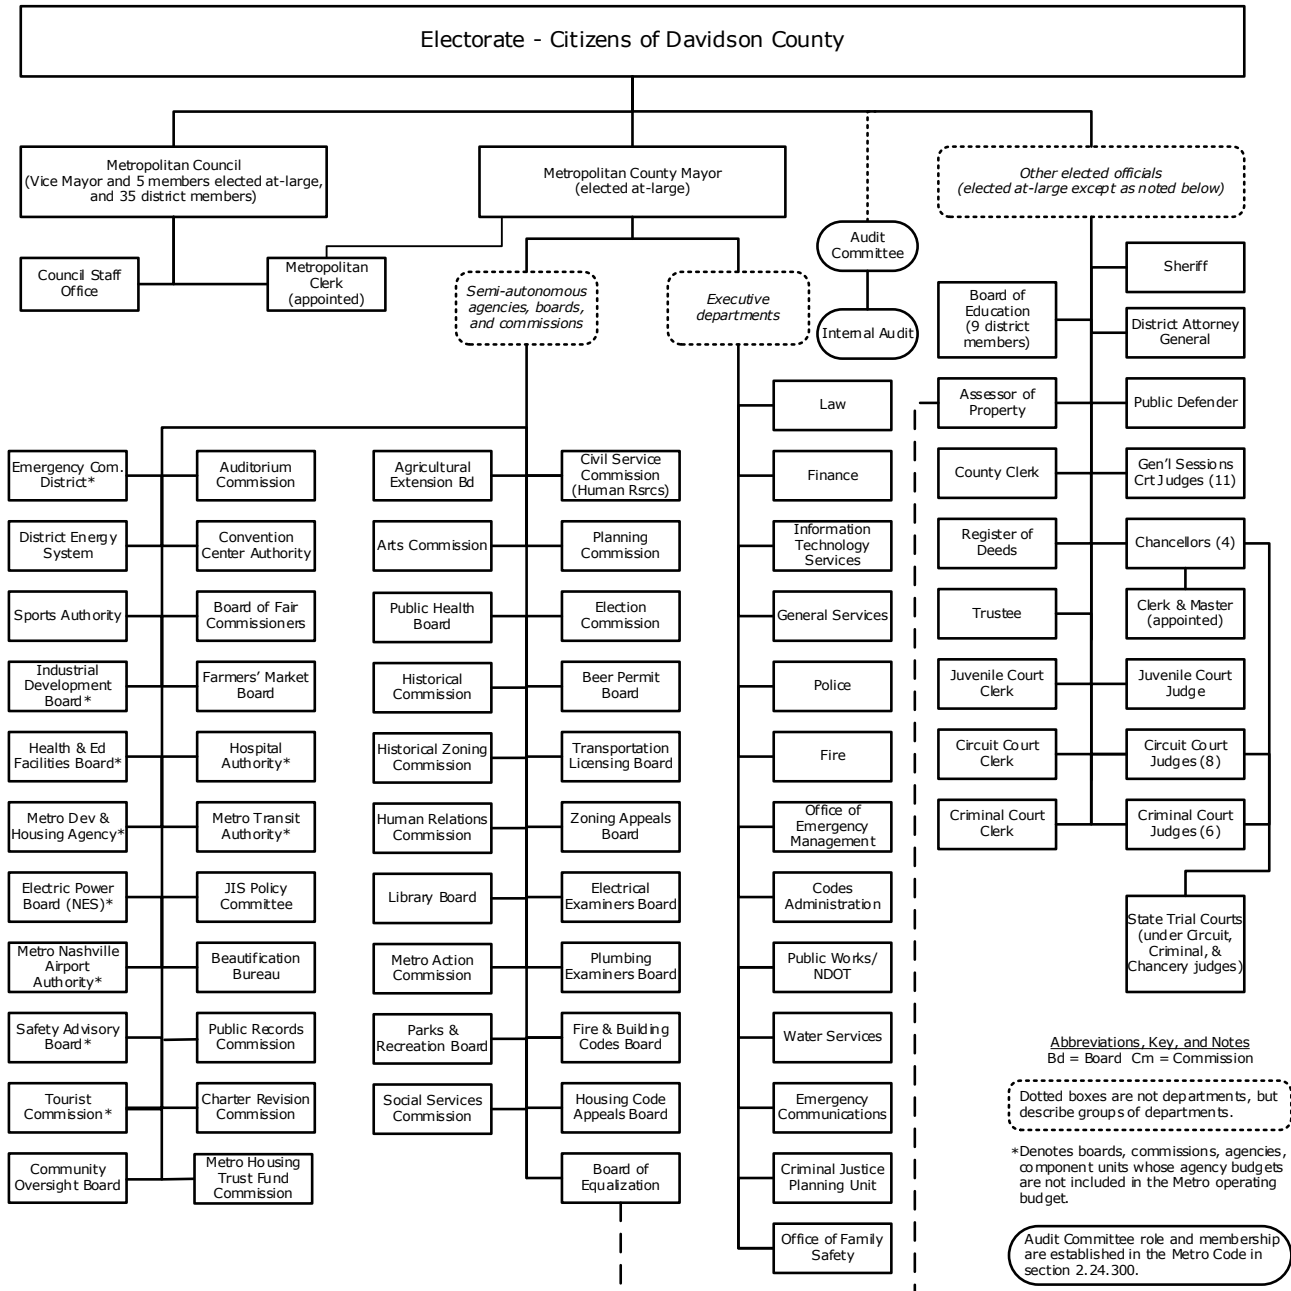 Electorate - Citizens of Davidson County
Metropolitan Council
(Vice Mayor and 5 members elected at-large,
and 35 district members)
Metropolitan County Mayor
(elected at-large)
Other elected officials
(elected at-large except as noted below)
Council Staff
Office
Metropolitan
Clerk
(appointed)
Semi-autonomous
agencies, boards,
and commissions
Executive
departments
Audit
Committee
Internal Audit
Board of
Education
(9 district
members)
Sheriff
District Attorney
General
Assessor of
Property
Public Defender
County Clerk
Gen'l Sessions
Crt Judges (11)
Register of
Deeds
Chancellors (4)
Trustee
Clerk & Master
(appointed)
Juvenile Court
Clerk
Juvenile Court
Judge
Circuit Court
Clerk
Circuit Court
Judges (8)
Criminal Court
Clerk
Criminal Court
Judges (6)
State Trial Courts
(under Circuit,
Criminal, &
Chancery judges)
Emergency Com.
District*
Auditorium
Commission
District Energy
System
Convention
Center Authority
Sports Authority
Board of Fair
Commissioners
Industrial
Development
Board*
Farmers' Market
Board
Health & Ed
Facilities Board*
Hospital
Authority*
Metro Dev &
Housing Agency*
Metro Transit
Authority*
Electric Power
Board (NES)*
JIS Policy
Committee
Metro Nashville
Airport
Authority*
Beautification
Bureau
Safety Advisory
Board*
Public Records
Commission
Tourist
Commission*
Charter Revision
Commission
Community
Oversight Board
Metro Housing
Trust Fund
Commission
Agricultural
Extension Bd
Civil Service
Commission
(Human Rsrcs)
Arts Commission
Planning
Commission
Public Health
Board
Election
Commission
Historical
Commission
Beer Permit
Board
Historical Zoning
Commission
Transportation
Licensing Board
Human Relations
Commission
Zoning Appeals
Board
Library Board
Electrical
Examiners Board
Metro Action
Commission
Plumbing
Examiners Board
Parks &
Recreation Board
Fire & Building
Codes Board
Social Services
Commission
Housing Code
Appeals Board
Board of
Equalization
Law
Finance
Information
Technology
Services
General Services
Police
Fire
Office of
Emergency
Management
Codes
Administration
Public Works/
NDOT
Water Services
Emergency
Communications
Criminal Justice
Planning Unit
Office of Family
Safety
Abbreviations, Key, and Notes
Bd = Board Cm = Commission
Dotted boxes are not departments, but
describe groups of departments.
*Denotes boards, commissions, agencies,
component units whose agency budgets
are not included in the Metro operating
budget.
Audit Committee role and membership
are established in the Metro Code in
section 2.24.300.